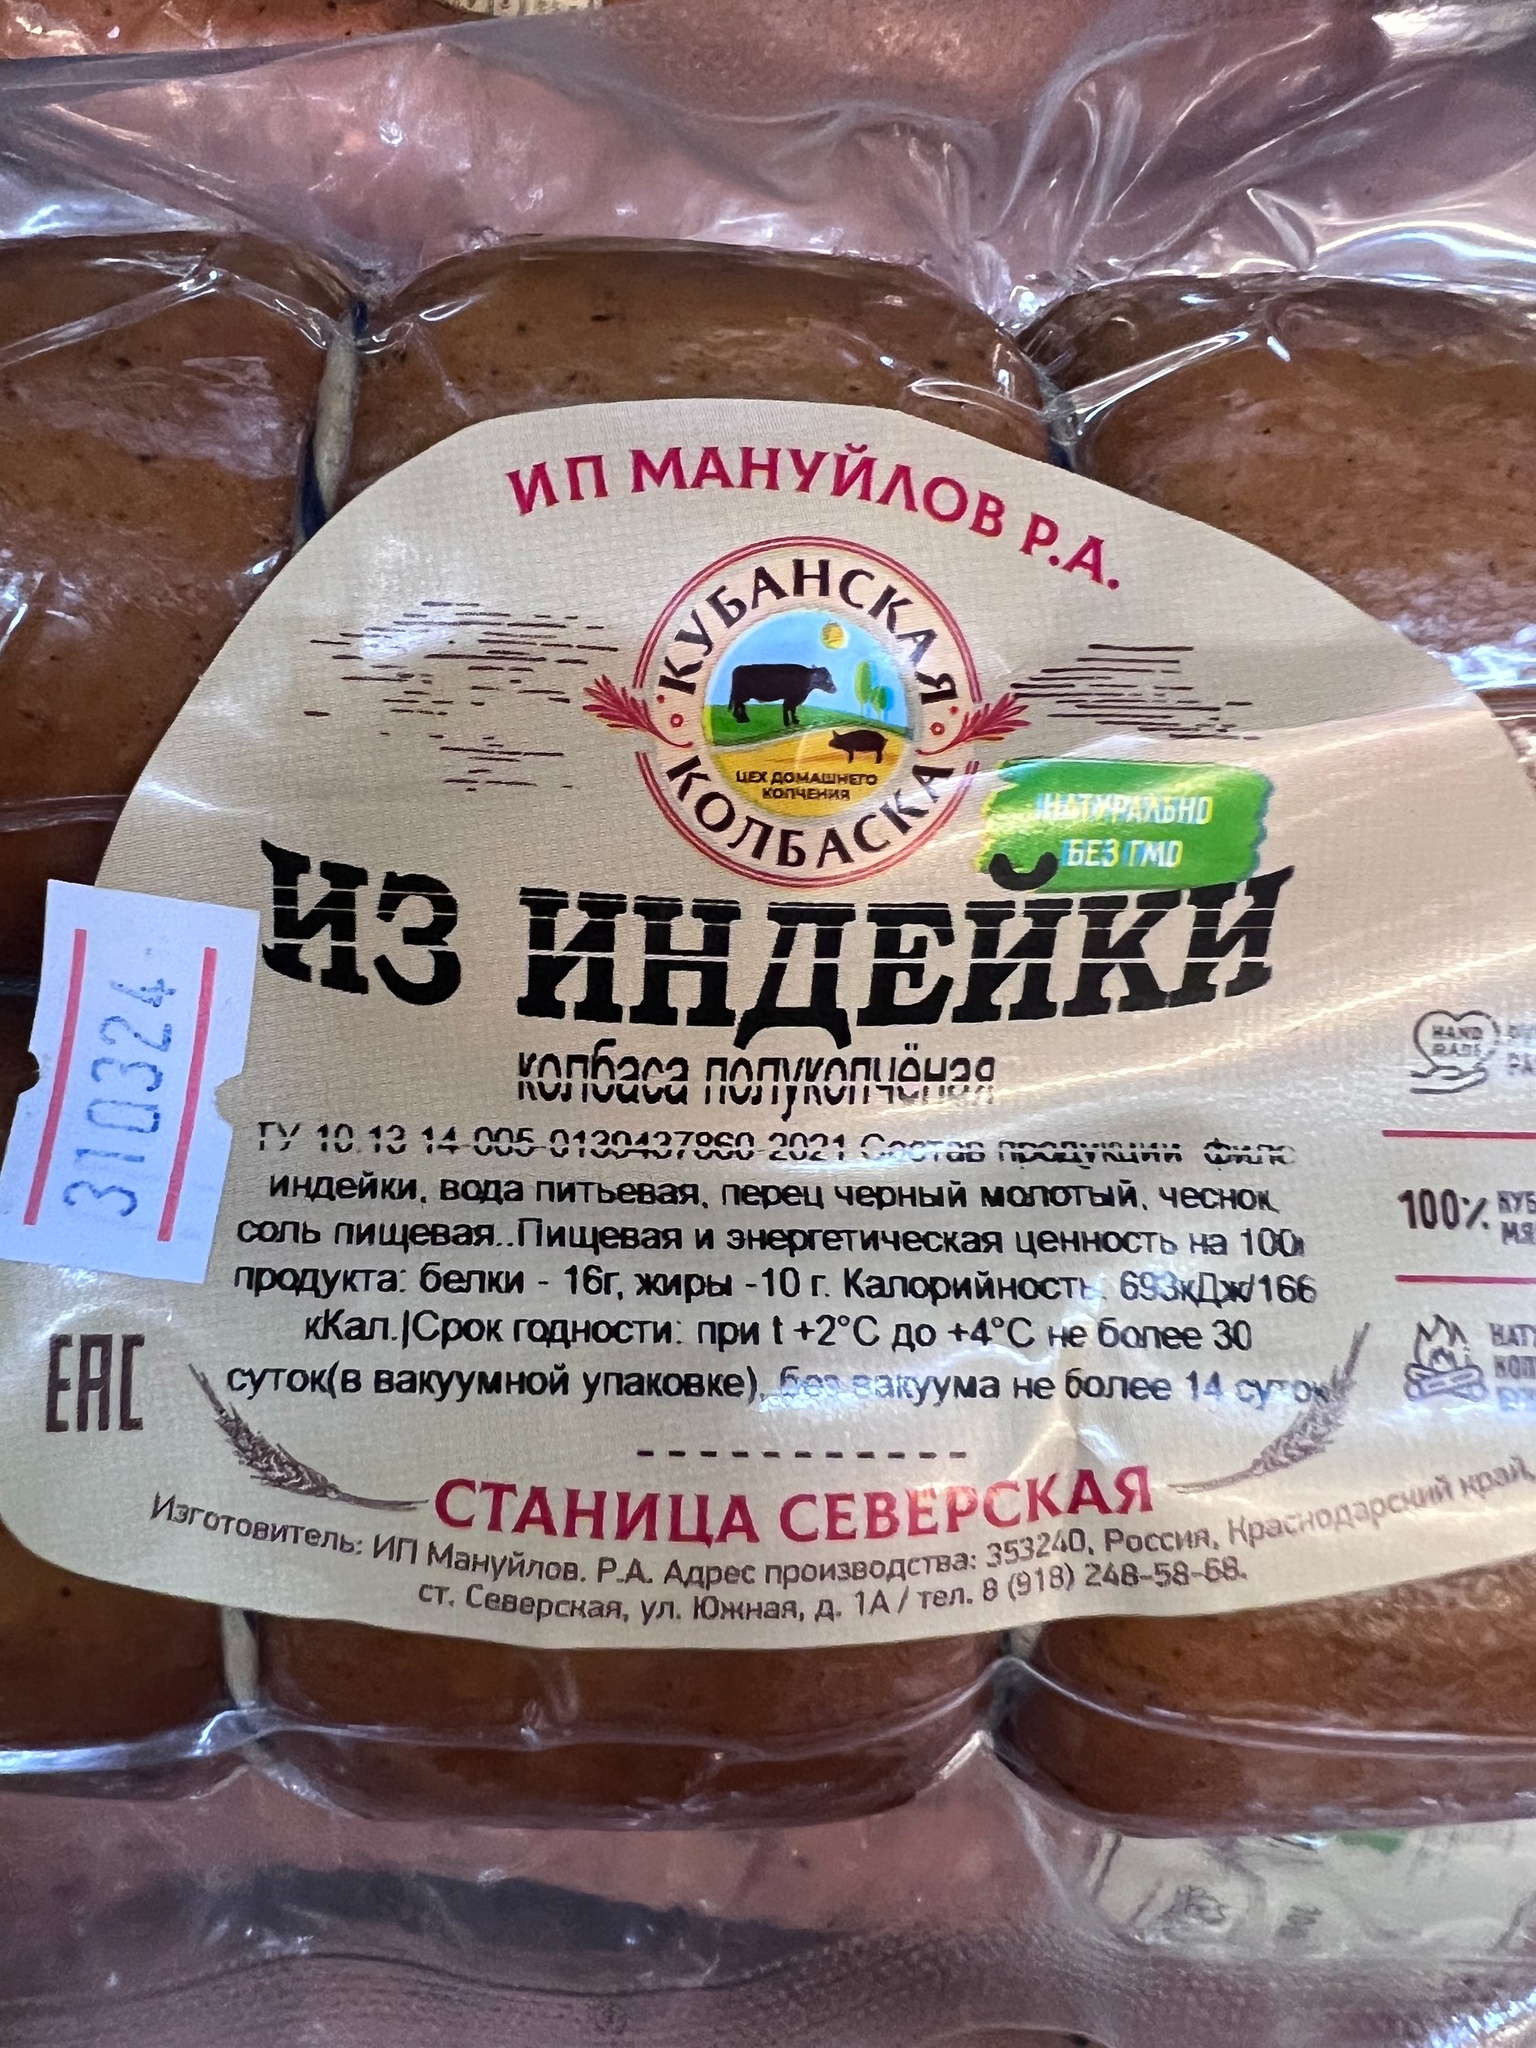 ИП МАНУЙЛОВ Р.А.
КУБАНСКАЯ
ЦЕХ ДОМАШНЕГО
КОПЧЕНИЯ
КОЛБАСКА
НАТУРАЛЬНО
БЕЗ ГМО
ИЗ ИНДЕЙКИ
колбаса полукопчёная
310324
ТУ 10.13 14-005-0130437860-2021 Состав продукции филе
индейки, вода питьевая, перец черный молотый, чеснок
соль пищевая..Пищевая и энергетическая ценность на 100г
продукта: белки - 16г, жиры -10 г. Калорийность: 693кДж/166
кКал.|Срок годности: при t +2°С до +4°С не более 30
суток(в вакуумной упаковке), без вакуума не более 14 суток
HAND
MADE
100%
ЕАС
СТАНИЦА СЕВЕРСКАЯ
Изготовитель: ИП Мануйлов. Р.А. Адрес производства: 353240, Россия, Краснодарский край,
ст. Северская, ул. Южная, д. 1А / тел. 8 (918) 248-58-68.